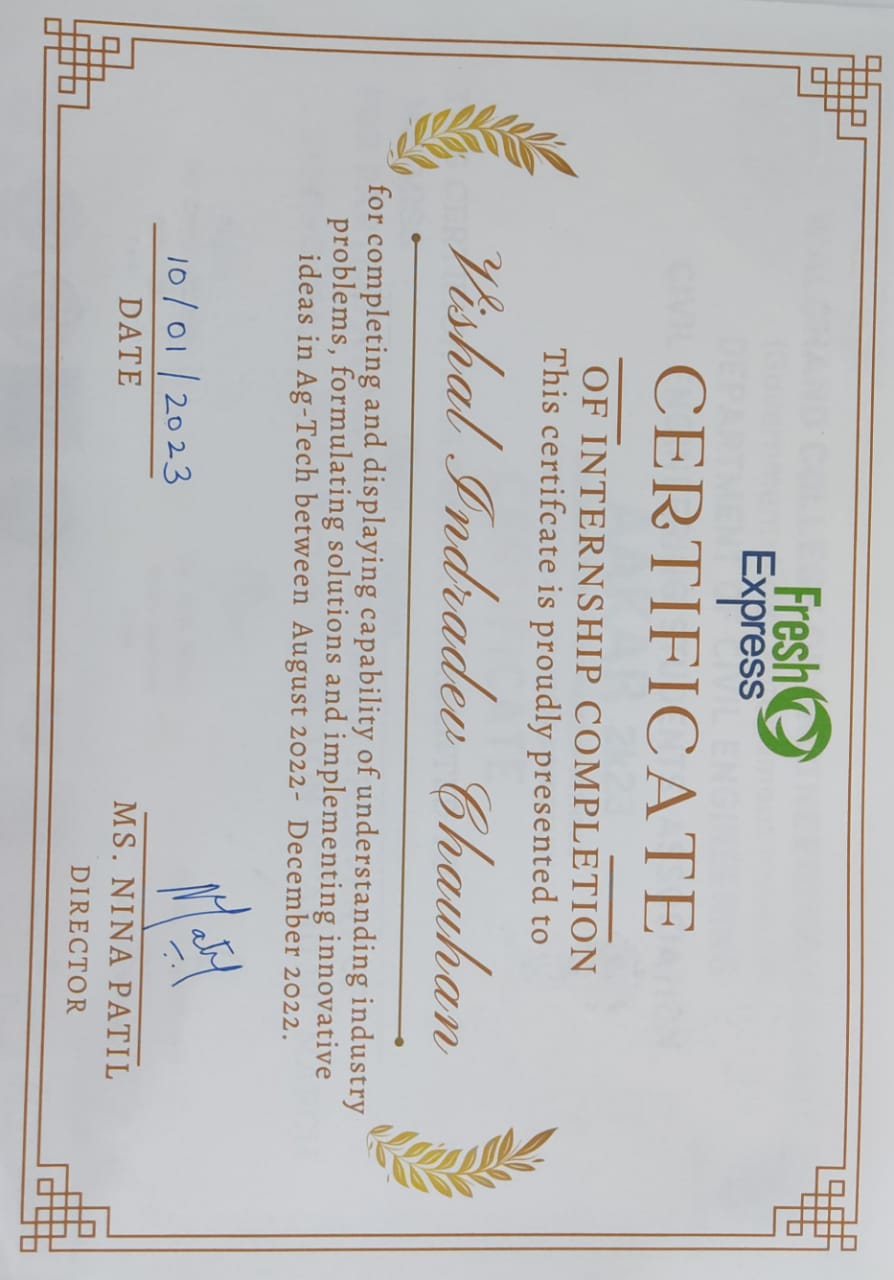 Fresh
Express
CERTIFICATE
OF INTERNSHIP COMPLETION
This certifcate is proudly presented to
Vishal Indradev Chauhan
for completing and displaying capability of understanding industry
problems, formulating solutions and implementing innovative
ideas in Ag-Tech between August 2022- December 2022.
10/01/2023
DATE
MS. NINA PATIL
DIRECTOR